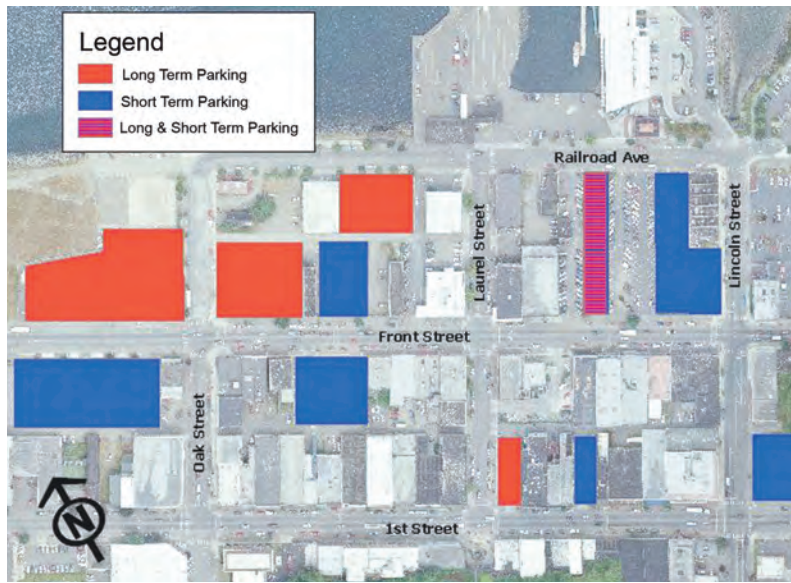 Legend
Long Term Parking
Short Term Parking
Long & Short Term Parking
Railroad Ave
Laurel Street
Lincoln Street
Front Street
Oak Street
1st Street
N